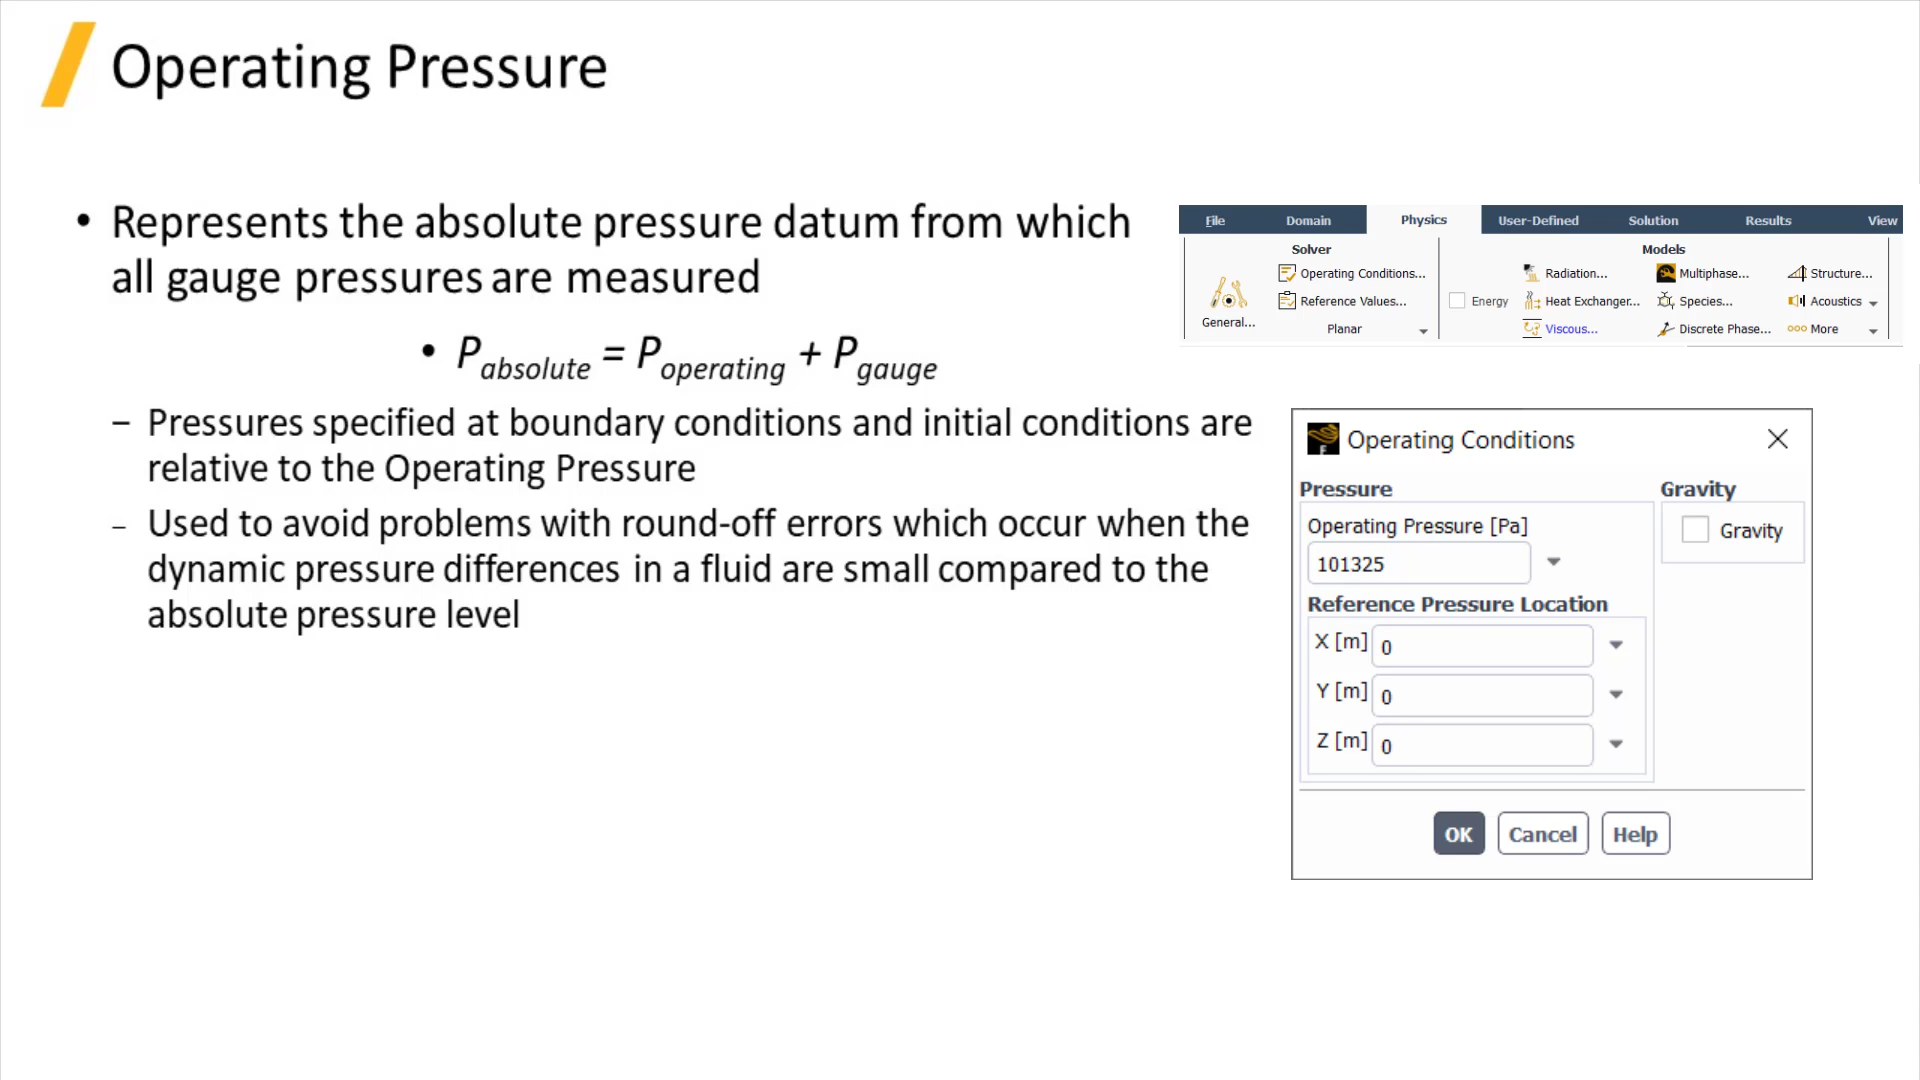 Operating Pressure
• Represents the absolute pressure datum from which
all gauge pressures are measured
• Pabsolute = Poperating + Pgauge
– Pressures specified at boundary conditions and initial conditions are
relative to the Operating Pressure
– Used to avoid problems with round-off errors which occur when the
dynamic pressure differences in a fluid are small compared to the
absolute pressure level
File Domain Physics User-Defined Solution Results View
Solver Models
Operating Conditions... Radiation... Multiphase... Structure...
Reference Values... Energy Heat Exchanger... Species... Acoustics
General... Planar Viscous... Discrete Phase... More
Operating Conditions
Pressure Gravity
Operating Pressure [Pa] Gravity
101325
Reference Pressure Location
X [m] 0
Y [m] 0
Z [m] 0
OK Cancel Help